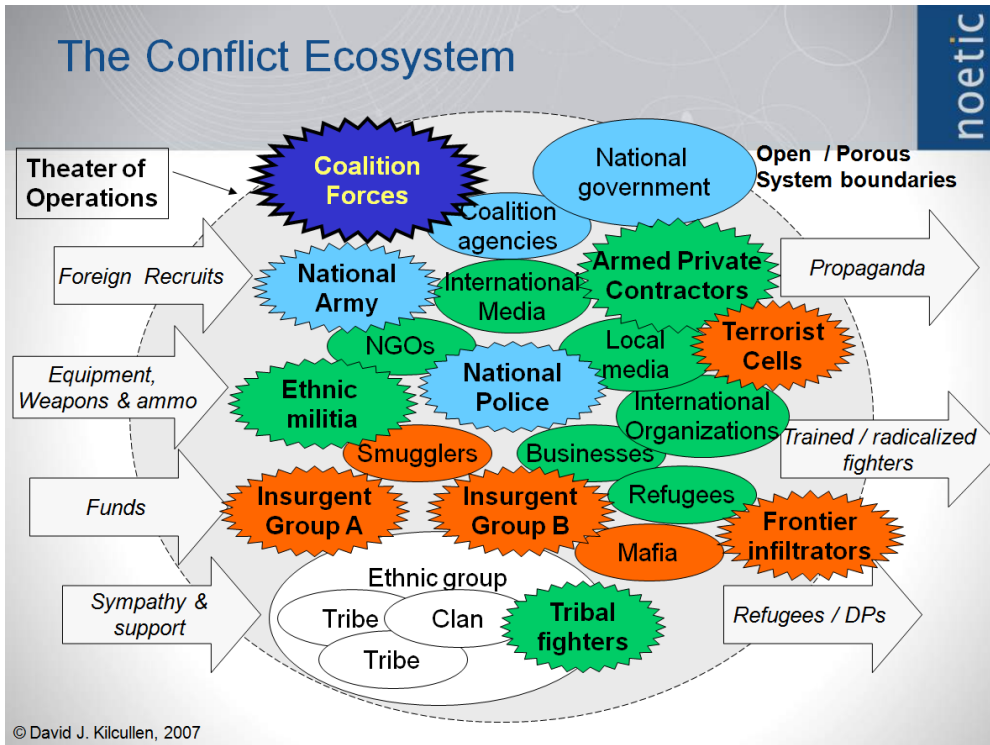 The Conflict Ecosystem
noetic
Theater of
Operations
Coalition
Forces
National
government
Open / Porous
System boundaries
Coalition
agencies
Foreign Recruits
National
Army
International
Media
Armed Private
Contractors
Propaganda
NGOs
Local
media
Terrorist
Cells
Equipment,
Weapons & ammo
Ethnic
militia
National
Police
International
Organizations
Trained / radicalized
fighters
Smugglers
Businesses
Funds
Insurgent
Group A
Insurgent
Group B
Refugees
Frontier
infiltrators
Mafia
Ethnic group
Sympathy &
support
Tribe
Clan
Tribe
Tribal
fighters
Refugees / DPs
© David J. Kilcullen, 2007